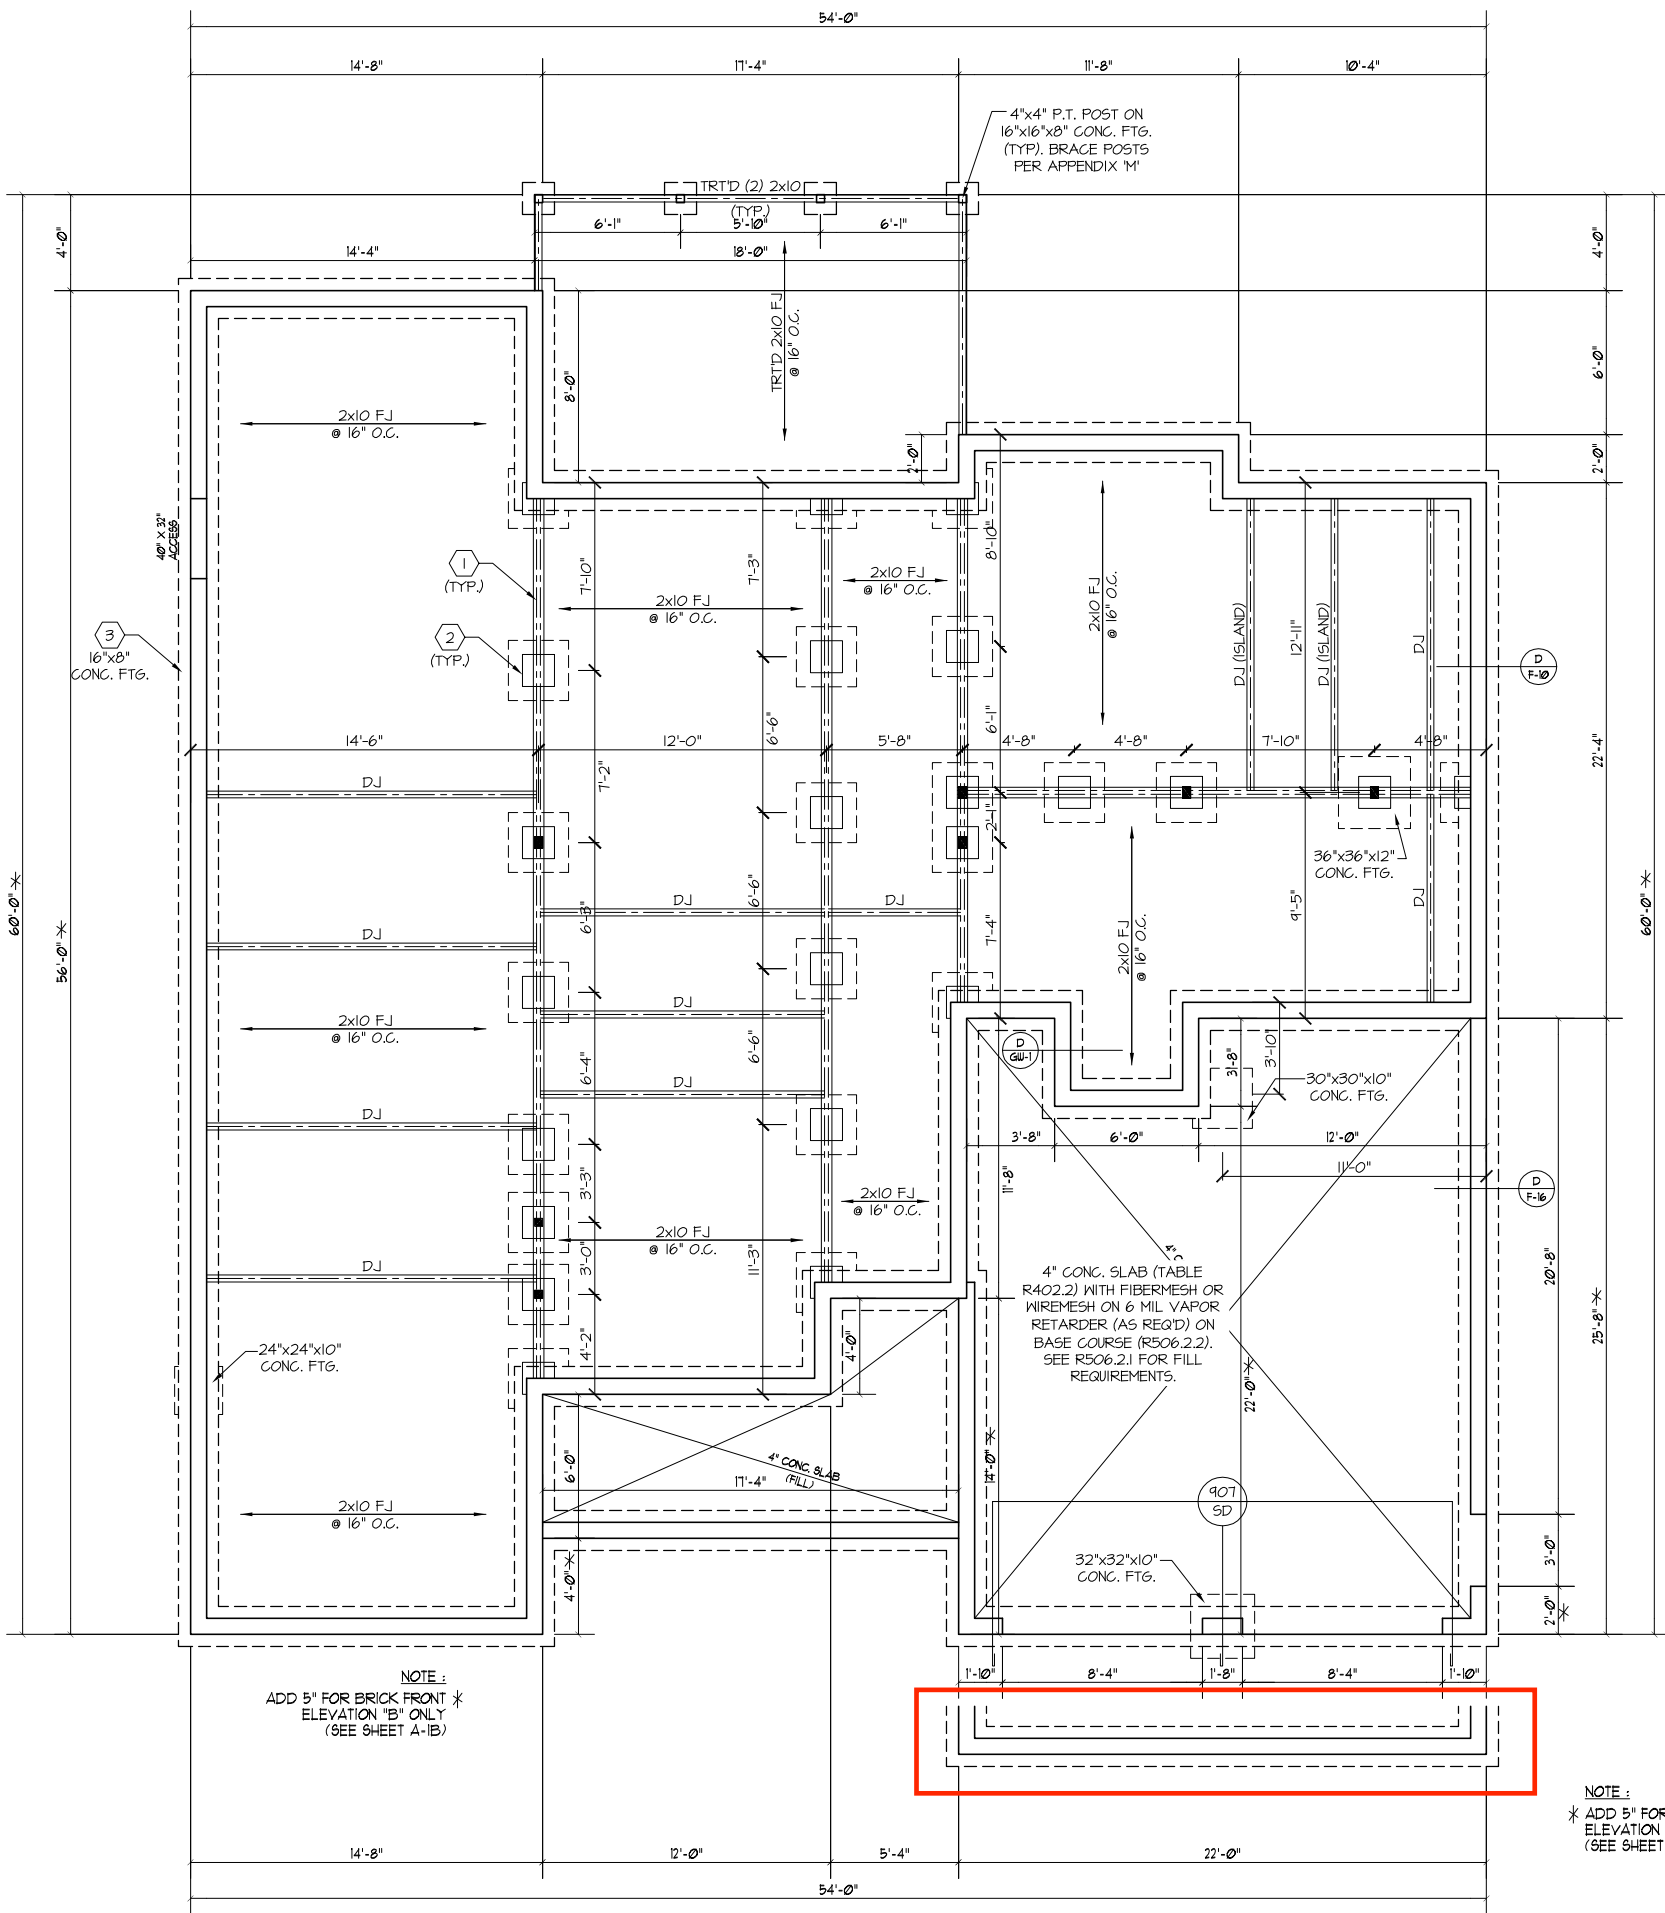 54'-0"
14'-8"
17'-4"
11'-8"
10'-4"
4"x4" P.T. POST ON
16"x16"x8" CONC. FTG.
(TYP). BRACE POSTS
PER APPENDIX 'M'
TRT'D (2) 2x10
(TYP.)
6'-1"
5'-10"
6'-1"
14'-4"
18'-0"
4'-0"
4'-0"
TRT'D 2x10 FJ
@ 16" O.C.
8'-0"
6'-0"
2'-0"
2'-0"
2x10 FJ
@ 16" O.C.
40" X 32"
ACCESS
1
(TYP.)
2
(TYP.)
3
16"x8"
CONC. FTG.
7'-10"
7'-3"
8'-10"
2x10 FJ
@ 16" O.C.
2x10 FJ
@ 16" O.C.
2x10 FJ
@ 16" O.C.
DJ (ISLAND)
12'-11"
DJ (ISLAND)
DJ
D
F-10
22'-4"
14'-6"
12'-0"
6'-6"
5'-8"
6'-1"
4'-8"
4'-8"
7'-10"
4'-8"
DJ
7'-2"
2'-1"
36"x36"x12"
CONC. FTG.
60'-0"
56'-0"
60'-0"
DJ
6'-3"
DJ
6'-6"
DJ
7'-4"
2x10 FJ
@ 16" O.C.
9'-5"
DJ
2x10 FJ
@ 16" O.C.
DJ
6'-4"
6'-6"
DJ
DJ
D
GW-1
3'-8"
3'-10"
30"x30"x10"
CONC. FTG.
3'-8"
6'-0"
12'-0"
11'-0"
11'-8"
D
F-16
3'-3"
2x10 FJ
@ 16" O.C.
2x10 FJ
@ 16" O.C.
3'-0"
11'-3"
DJ
4" C
4" CONC. SLAB (TABLE
R402.2) WITH FIBERMESH OR
WIREMESH ON 6 MIL VAPOR
RETARDER (AS REQ'D) ON
BASE COURSE (R506.2.2).
SEE R506.2.1 FOR FILL
REQUIREMENTS.
20'-8"
25'-8"
22'-0"
24"x24"x10"
CONC. FTG.
4'-2"
4'-0"
6'-0"
4" CONC. SLAB
(FILL)
17'-4"
14'-0"
907
SD
2x10 FJ
@ 16" O.C.
4'-0"
32"x32"x10"
CONC. FTG.
3'-0"
2'-0"
1'-10"
8'-4"
1'-8"
8'-4"
1'-10"
NOTE :
ADD 5" FOR BRICK FRONT
ELEVATION "B" ONLY
(SEE SHEET A-1B)
NOTE :
ADD 5" FOR
ELEVATION
(SEE SHEET
14'-8"
12'-0"
5'-4"
22'-0"
54'-0"